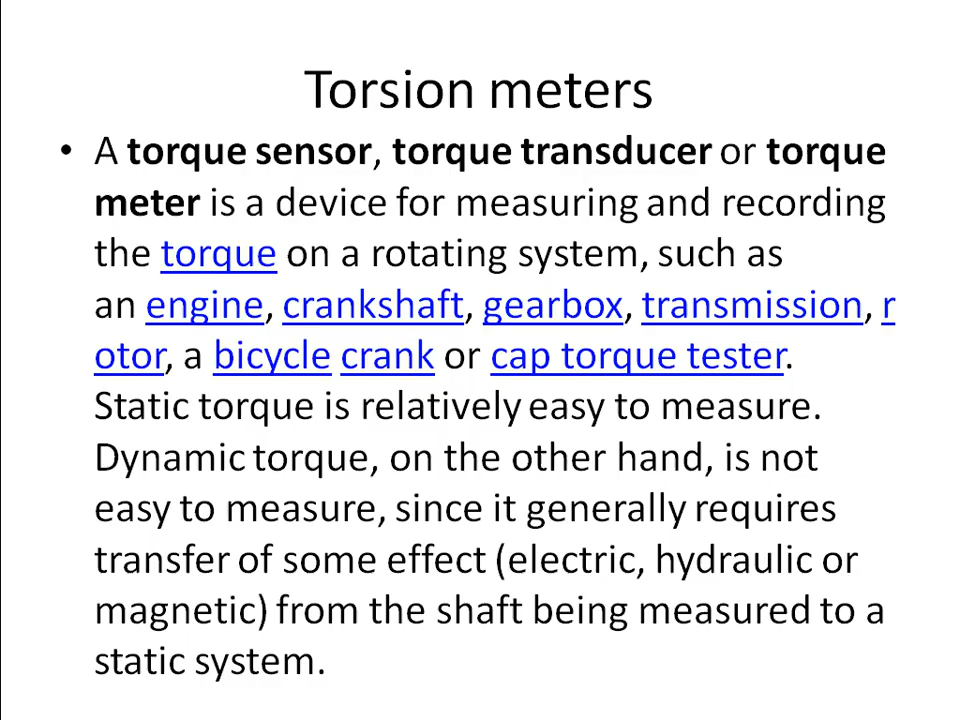 Torsion meters
• A torque sensor, torque transducer or torque
meter is a device for measuring and recording
the torque on a rotating system, such as
an engine, crankshaft, gearbox, transmission, r
otor, a bicycle crank or cap torque tester.
Static torque is relatively easy to measure.
Dynamic torque, on the other hand, is not
easy to measure, since it generally requires
transfer of some effect (electric, hydraulic or
magnetic) from the shaft being measured to a
static system.